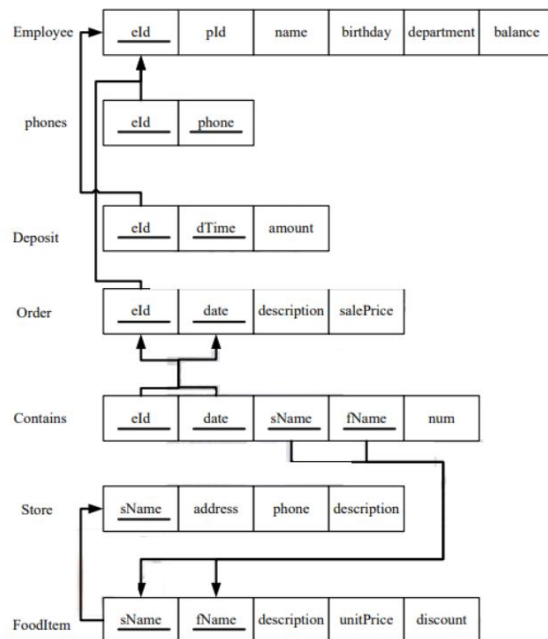 Employee eId pId name birthday department balance
phones eId phone
Deposit eId dTime amount
Order eId date description salePrice
Contains eId date sName fName num
Store sName address phone description
FoodItem sName fName description unitPrice discount